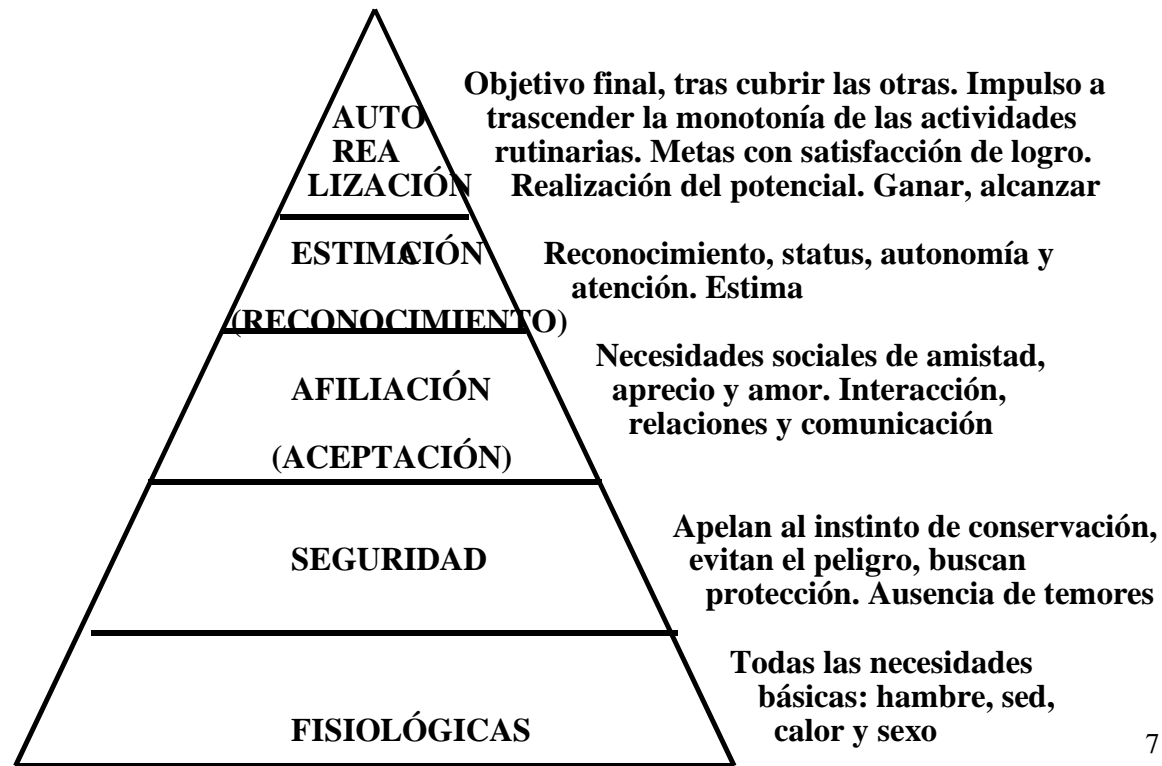 Objetivo final, tras cubrir las otras. Impulso a
trascender la monotonía de las actividades
rutinarias. Metas con satisfacción de logro.
Realización del potencial. Ganar, alcanzar
AUTO
REA
LIZACIÓN
ESTIMACIÓN
(RECONOCIMIENTO)
Reconocimiento, status, autonomía y
atención. Estima
AFILIACIÓN
(ACEPTACIÓN)
Necesidades sociales de amistad,
aprecio y amor. Interacción,
relaciones y comunicación
SEGURIDAD
Apelan al instinto de conservación,
evitan el peligro, buscan
protección. Ausencia de temores
FISIOLÓGICAS
Todas las necesidades
básicas: hambre, sed,
calor y sexo
7